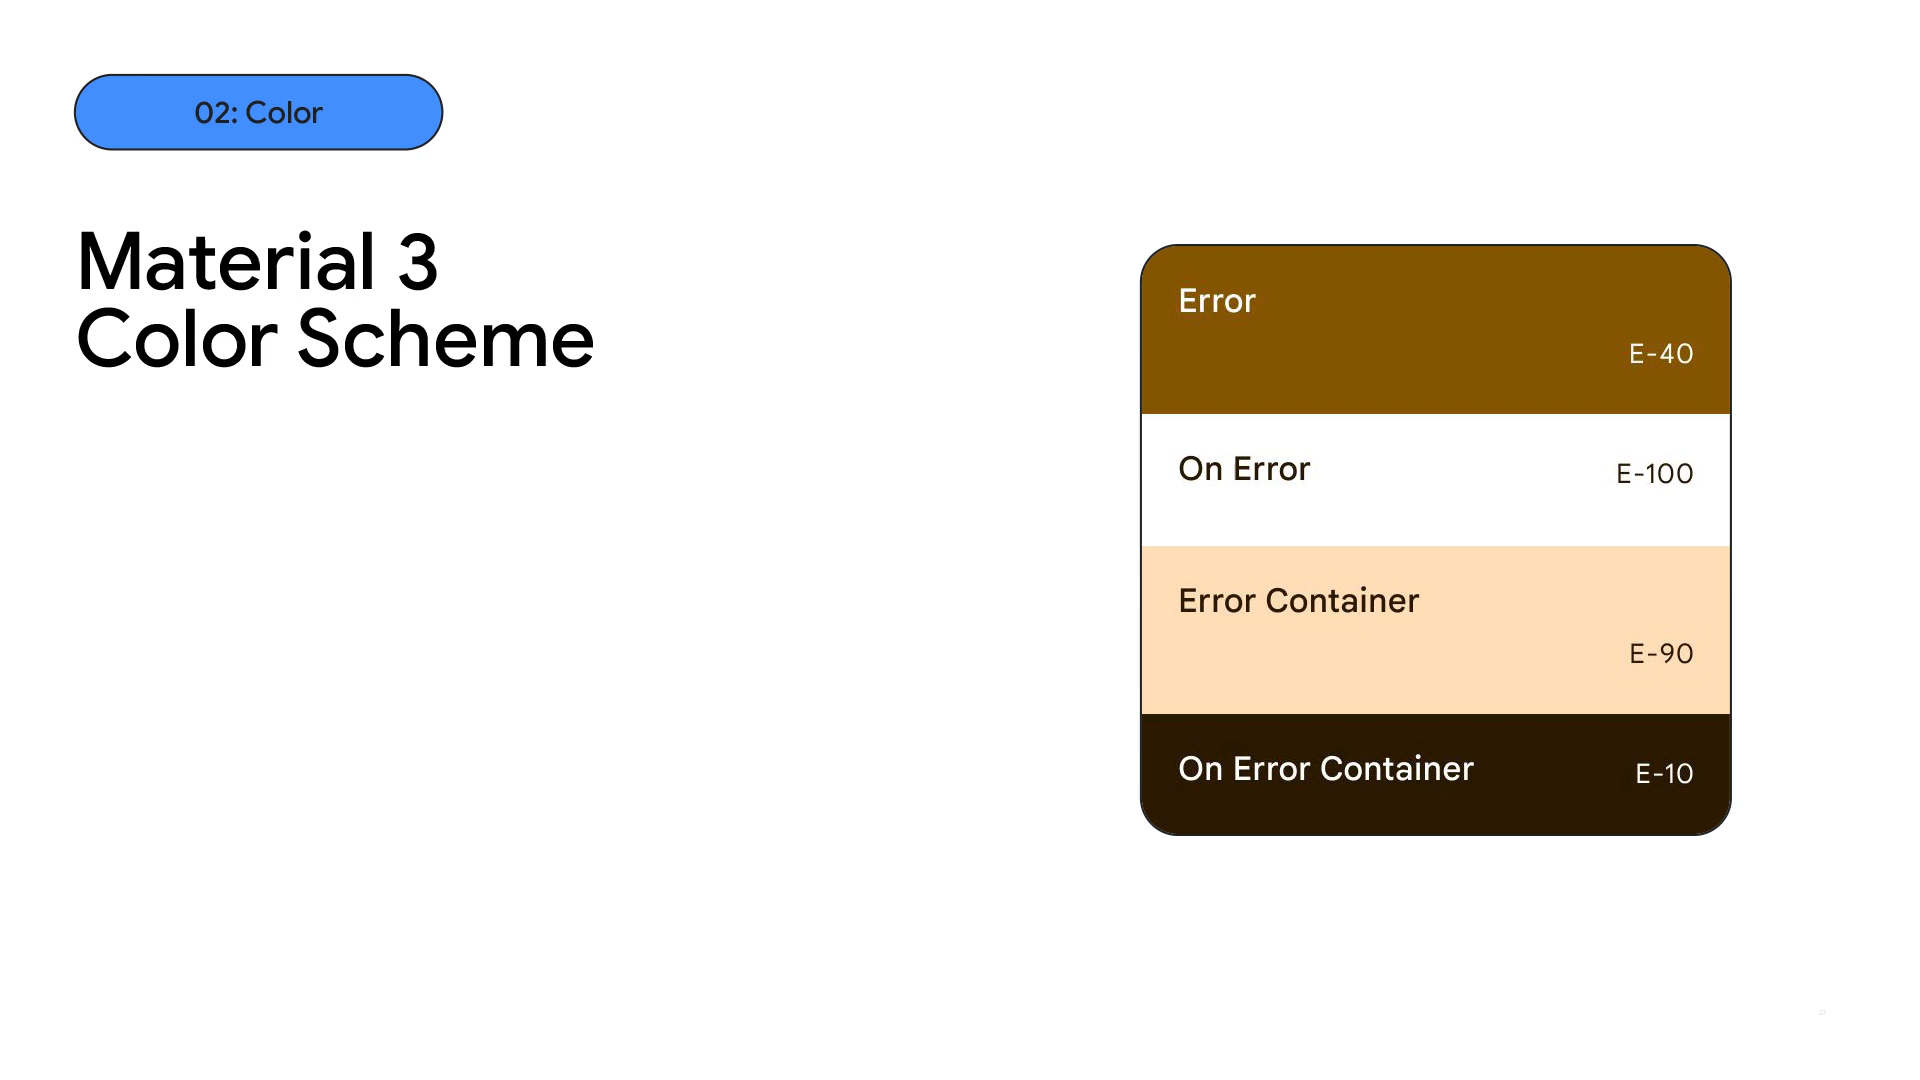 02: Color
Material 3
Color Scheme
Error
E-40
On Error E-100
Error Container
E-90
On Error Container E-10